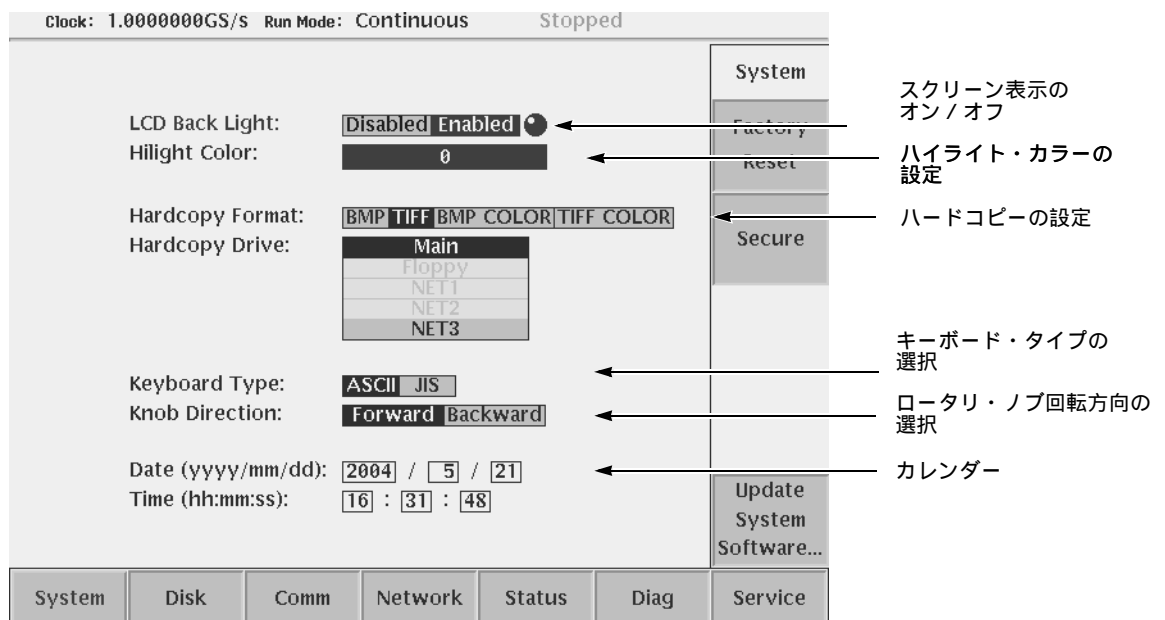 Clock: 1.0000000GS/s Run Mode: Continuous Stopped
System
スクリーン表示の
オン / オフ
LCD Back Light: Disabled Enabled
Factory
Reset
Hilight Color: 0
ハイライト・カラーの
設定
Hardcopy Format: BMP TIFF BMP COLOR TIFF COLOR
ハードコピーの設定
Hardcopy Drive: Main
Secure
Floppy
NET1
NET2
NET3
キーボード・タイプの
選択
Keyboard Type: ASCII JIS
Knob Direction: Forward Backward
ロータリ・ノブ回転方向の
選択
Date (yyyy/mm/dd): 2004 / 5 / 21
カレンダー
Time (hh:mm:ss): 16 : 31 : 48
Update
System
Software...
System Disk Comm Network Status Diag Service